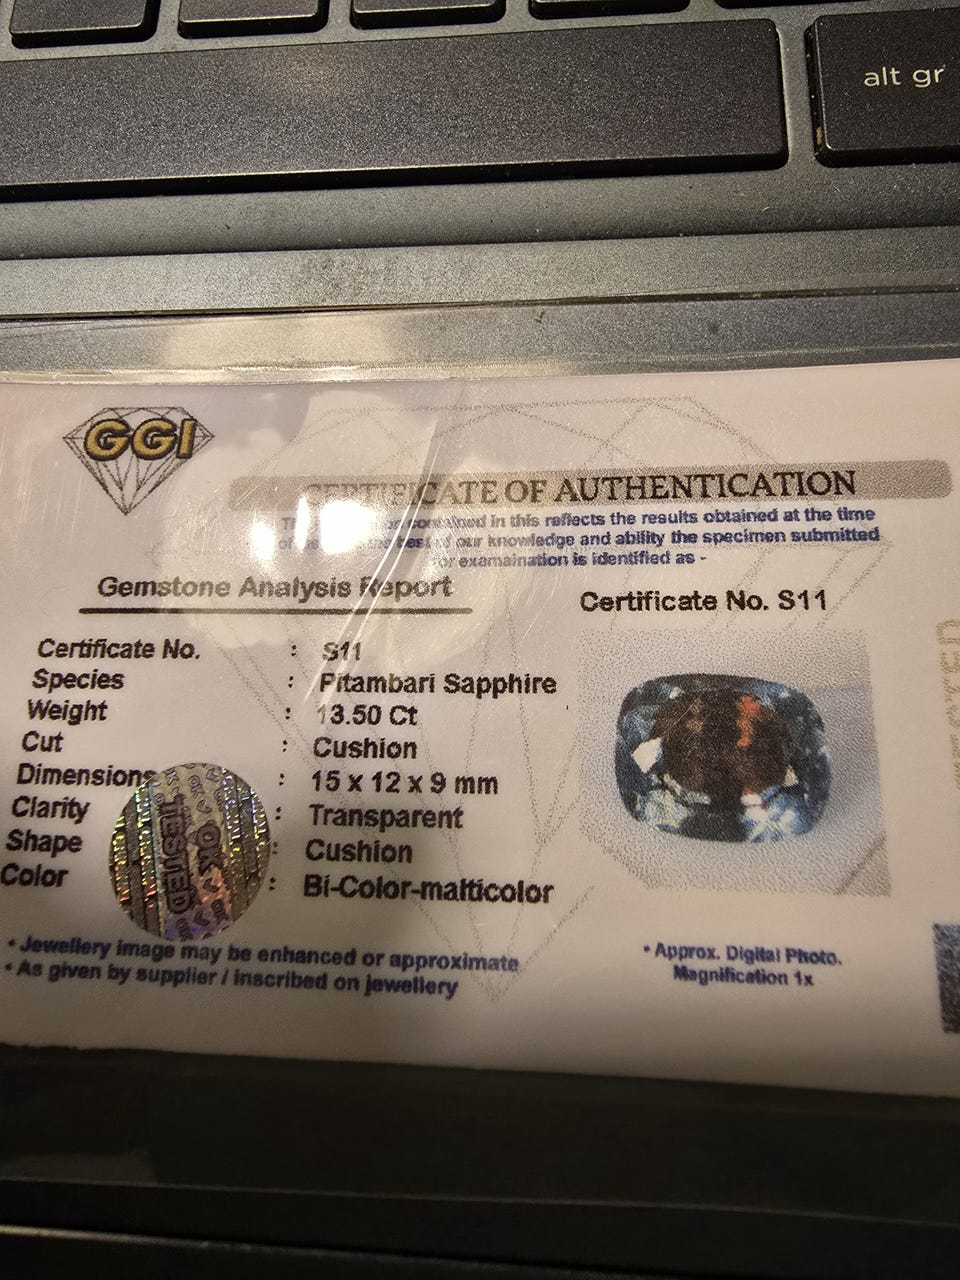 alt gr
GGI
CERTIFICATE OF AUTHENTICATION
contained in this reflects the results obtained at the time
best of our knowledge and ability the specimen submitted
for examaination is identified as -
Gemstone Analysis Report
Certificate No. S11
Certificate No. : S11
Species : Pitambari Sapphire
Weight : 13.50 Ct
Cut : Cushion
Dimensions : 15 x 12 x 9 mm
Clarity : Transparent
Shape : Cushion
Color : Bi-Color-malticolor
TESTED OK
• Jewellery image may be enhanced or approximate
• As given by supplier / inscribed on jewellery
• Approx. Digital Photo.
Magnification 1x